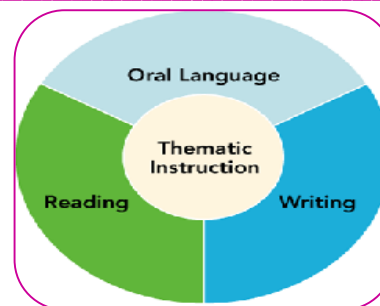 Oral Language
Thematic
Instruction
Reading
Writing